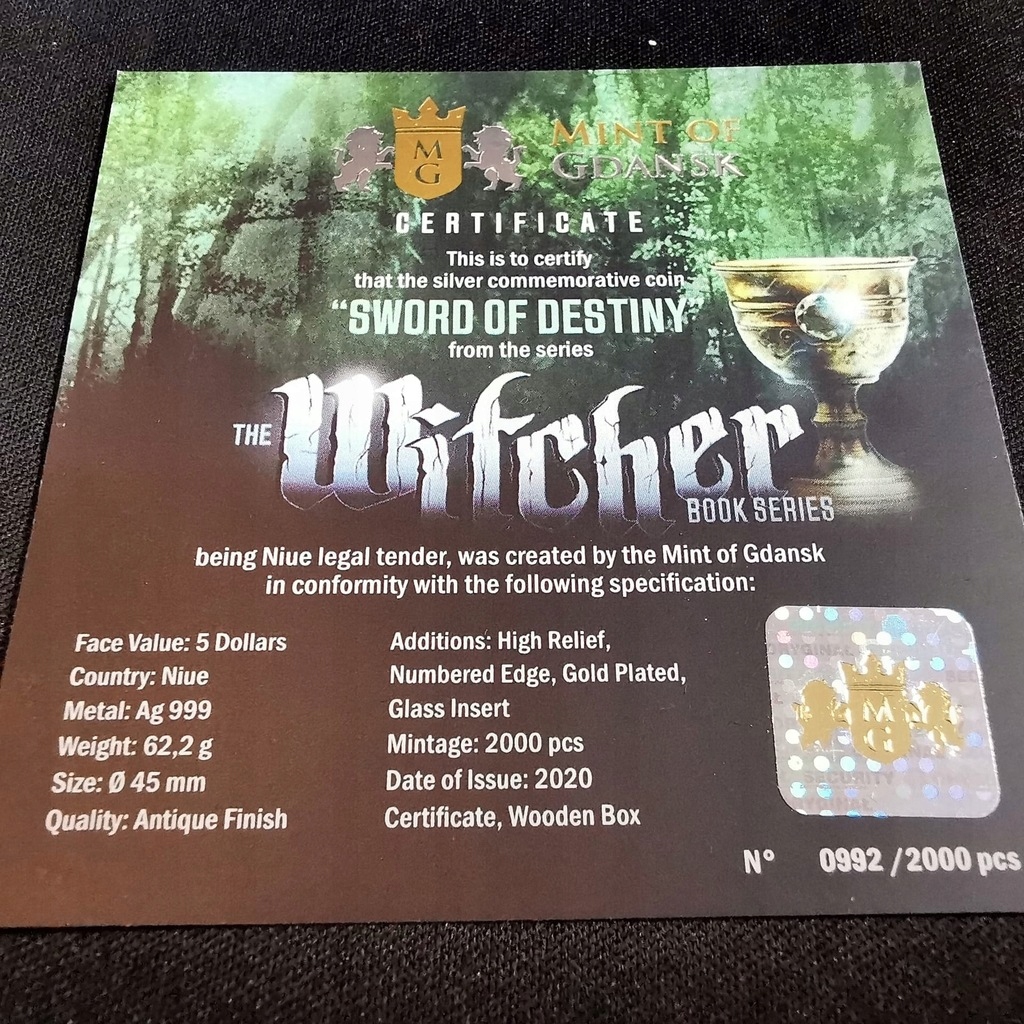 M
G
MINT OF
GDANSK
CERTIFICATE
This is to certify
that the silver commemorative coin
"SWORD OF DESTINY"
from the series
THE Witcher
BOOK SERIES
being Niue legal tender, was created by the Mint of Gdansk
in conformity with the following specification:
Face Value: 5 Dollars
Country: Niue
Metal: Ag 999
Weight: 62,2 g
Size: Ø 45 mm
Quality: Antique Finish
Additions: High Relief,
Numbered Edge, Gold Plated,
Glass Insert
Mintage: 2000 pcs
Date of Issue: 2020
Certificate, Wooden Box
M
G
SECURITY
N° 0992 / 2000 pcs